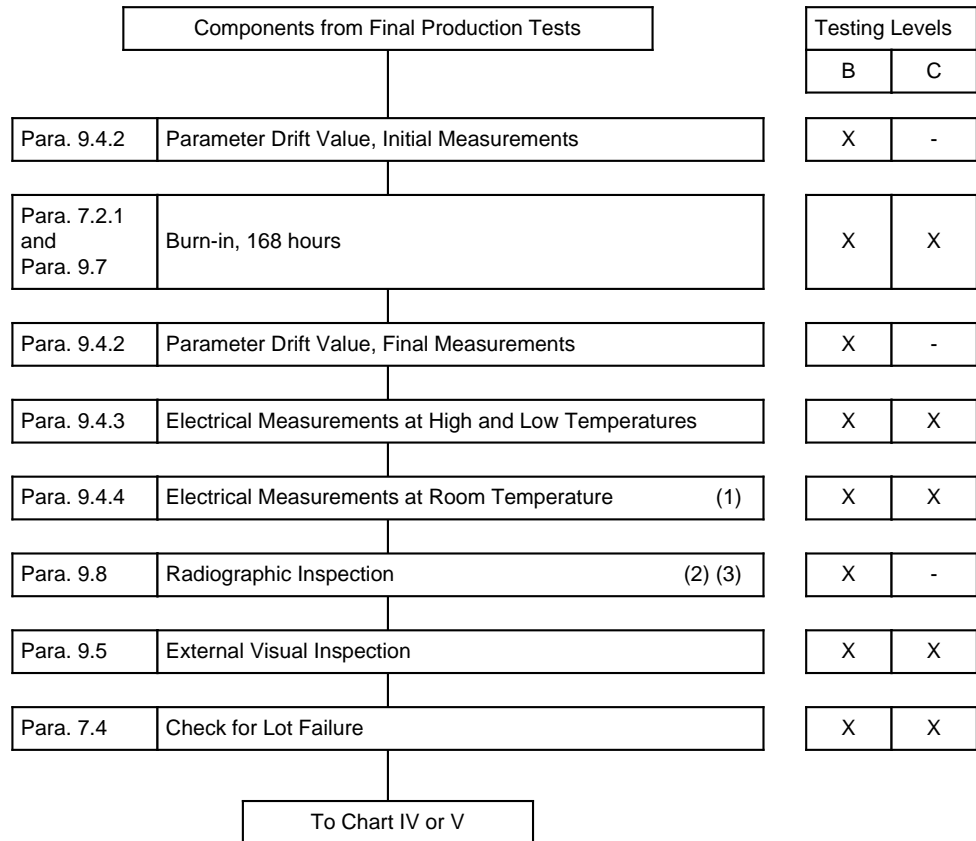 Components from Final Production Tests
Testing Levels
B C
Para. 9.4.2 Parameter Drift Value, Initial Measurements X -
Para. 7.2.1
and
Para. 9.7
Burn-in, 168 hours X X
Para. 9.4.2 Parameter Drift Value, Final Measurements X -
Para. 9.4.3 Electrical Measurements at High and Low Temperatures X X
Para. 9.4.4 Electrical Measurements at Room Temperature (1) X X
Para. 9.8 Radiographic Inspection (2) (3) X -
Para. 9.5 External Visual Inspection X X
Para. 7.4 Check for Lot Failure X X
To Chart IV or V